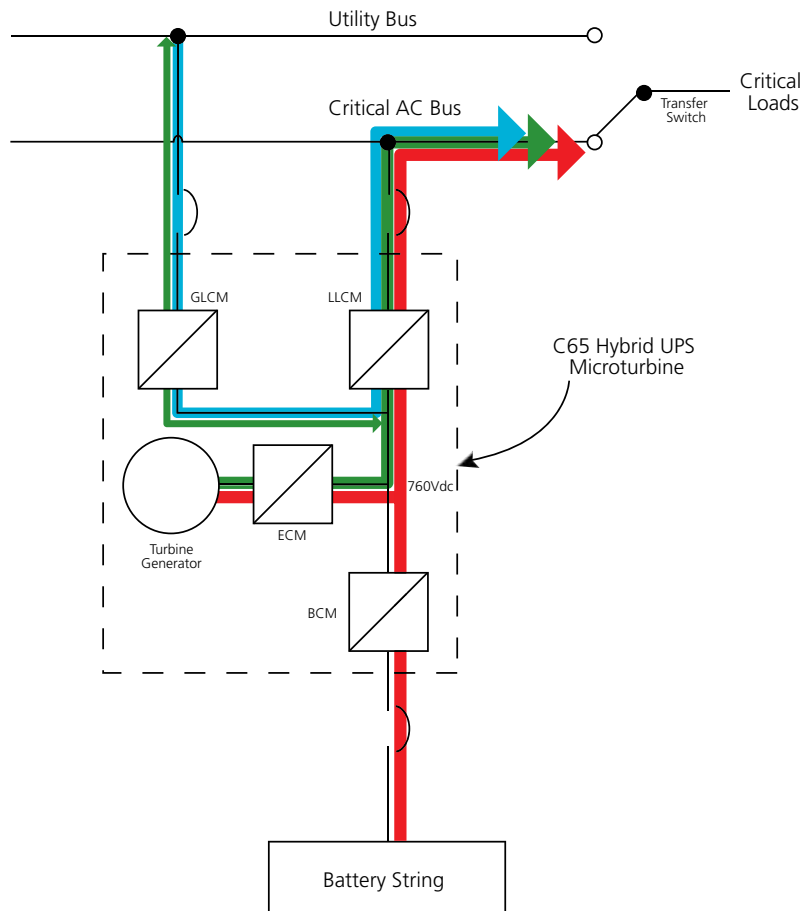 Utility Bus
Critical AC Bus
Critical
Loads
Transfer
Switch
GLCM
LLCM
C65 Hybrid UPS
Microturbine
760Vdc
ECM
Turbine
Generator
BCM
Battery String